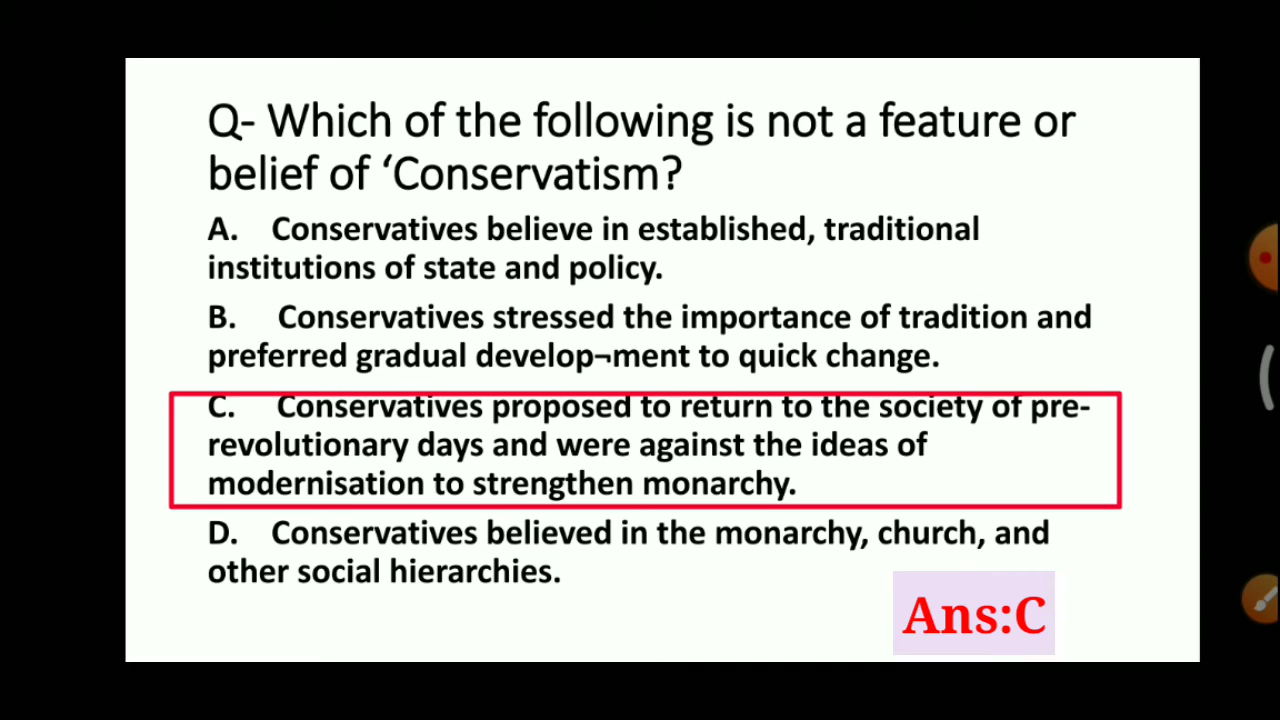 Q- Which of the following is not a feature or
belief of ‘Conservatism?
A. Conservatives believe in established, traditional
institutions of state and policy.
B. Conservatives stressed the importance of tradition and
preferred gradual develop¬ment to quick change.
C. Conservatives proposed to return to the society of pre-
revolutionary days and were against the ideas of
modernisation to strengthen monarchy.
D. Conservatives believed in the monarchy, church, and
other social hierarchies.
Ans:C